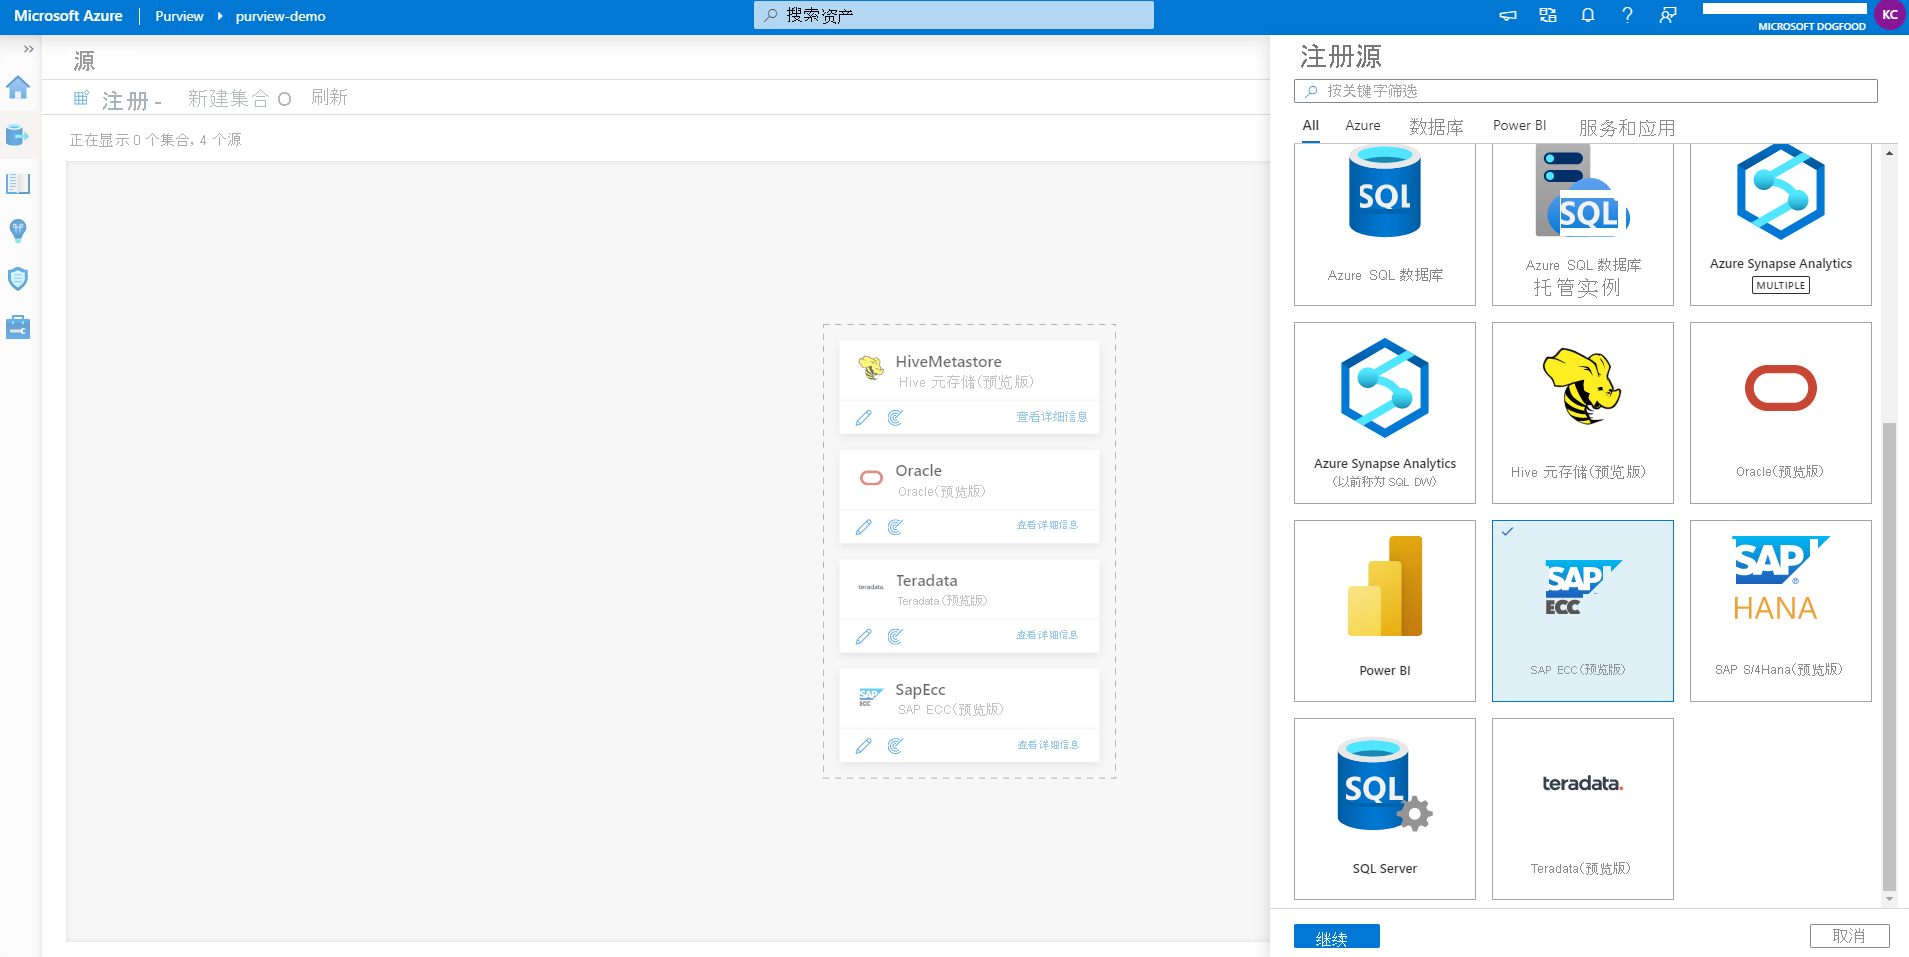 Microsoft Azure | Purview purview-demo
搜索资产
MICROSOFT DOGFOOD
KC
源
注册 - 新建集合 刷新
正在显示 0 个集合, 4 个源
HiveMetastore
Hive 元存储(预览版)
查看详细信息
Oracle
Oracle(预览版)
查看详细信息
teradata.
Teradata
Teradata(预览版)
查看详细信息
SAP
ECC
SapEcc
SAP ECC(预览版)
查看详细信息
注册源
按关键字筛选
All Azure 数据库 Power BI 服务和应用
SQL
Azure SQL 数据库
SQL
Azure SQL 数据库
托管实例
Azure Synapse Analytics
MULTIPLE
Azure Synapse Analytics
(以前称为 SQL DW)
Hive 元存储(预览版)
Oracle(预览版)
Power BI
SAP
ECC
SAP ECC(预览版)
SAP®
HANA
SAP S/4Hana(预览版)
SQL
SQL Server
teradata.
Teradata(预览版)
继续
取消